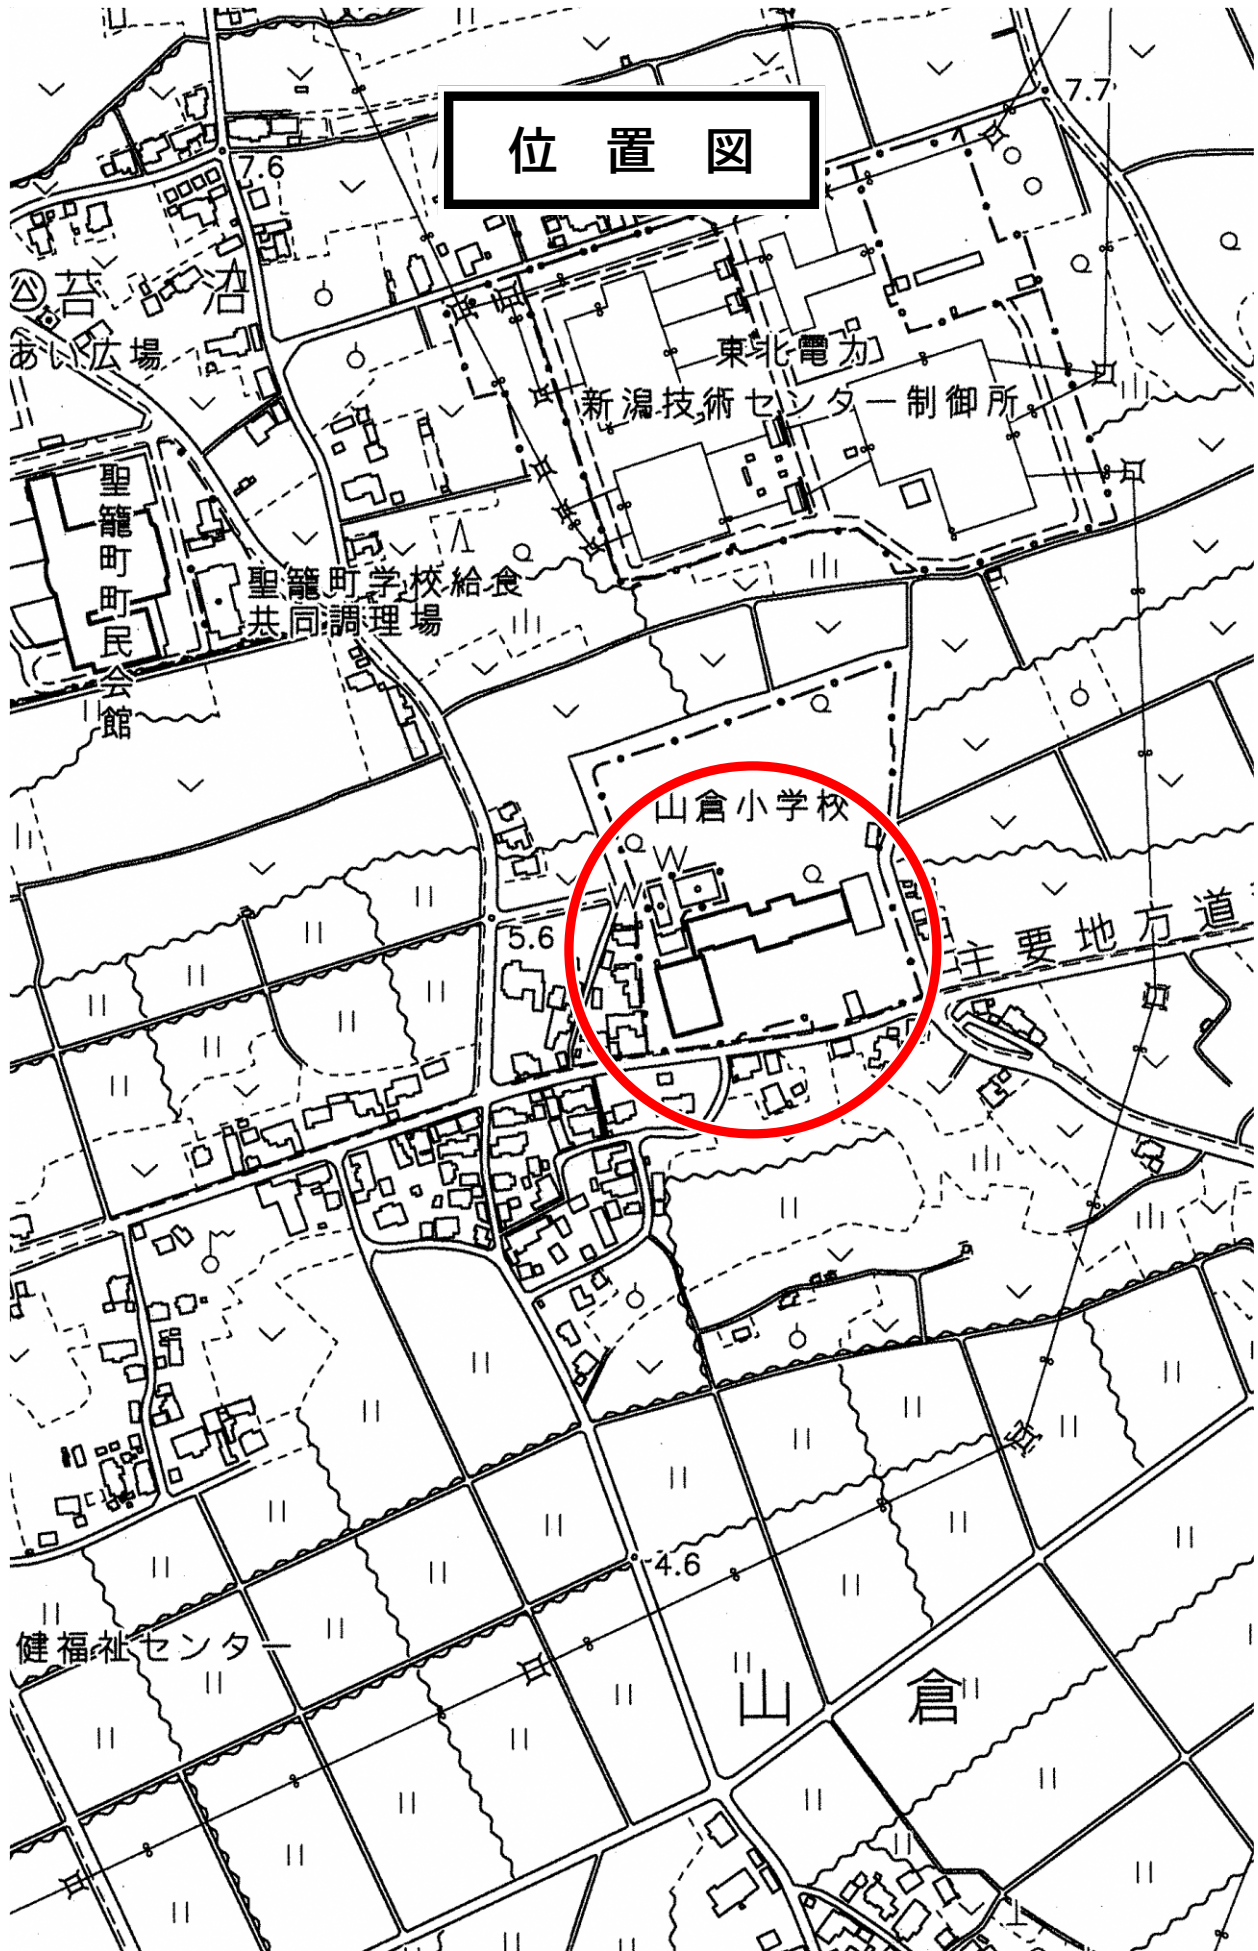 位置図
7.7
7.6
公 苔沼
あい広場
東北電力
新潟技術センター制御所
聖籠町町民会館
聖籠町学校給食
共同調理場
山倉小学校
W
W
5.6
主要地方道
4.6
健福祉センター
山倉